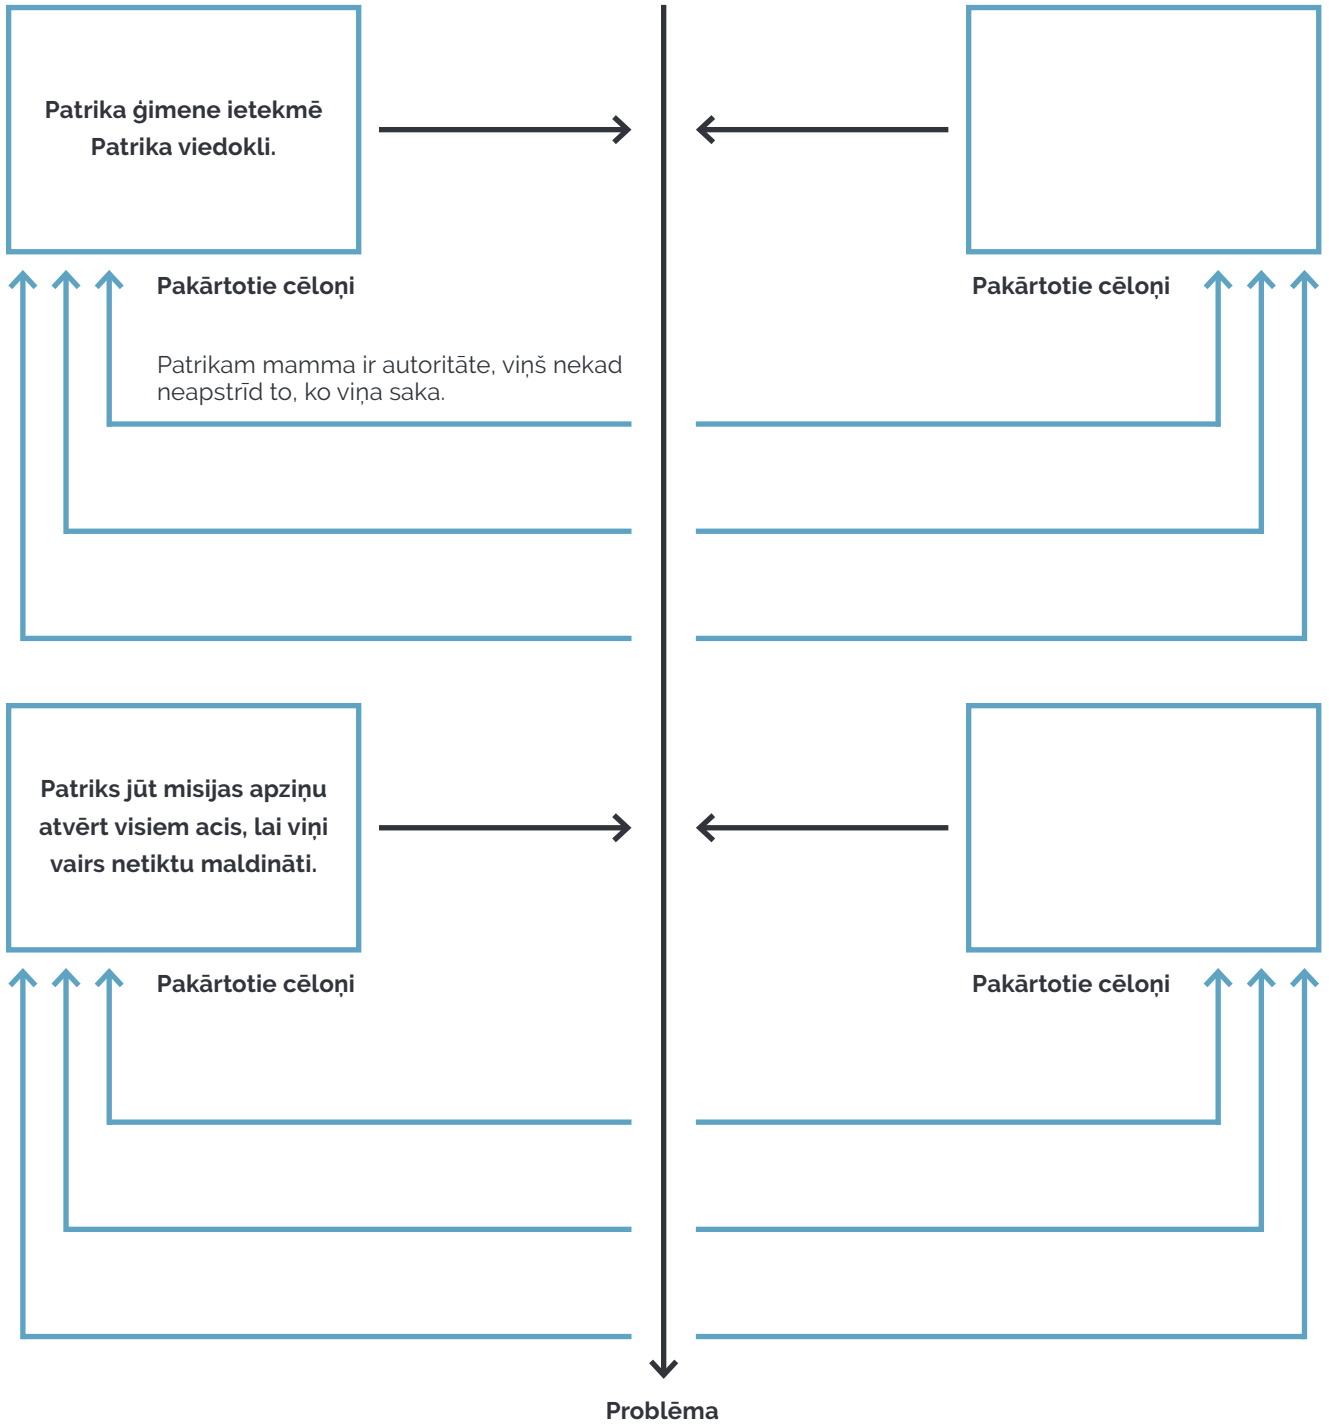 Patrika ģimene ietekmē
Patrika viedokli.
Pakārtotie cēloņi
Pakārtotie cēloņi
Patrikam mamma ir autoritāte, viņš nekad
neapstrīd to, ko viņa saka.
Patriks jūt misijas apziņu
atvērt visiem acis, lai viņi
vairs netiktu maldināti.
Pakārtotie cēloņi
Pakārtotie cēloņi
Problēma